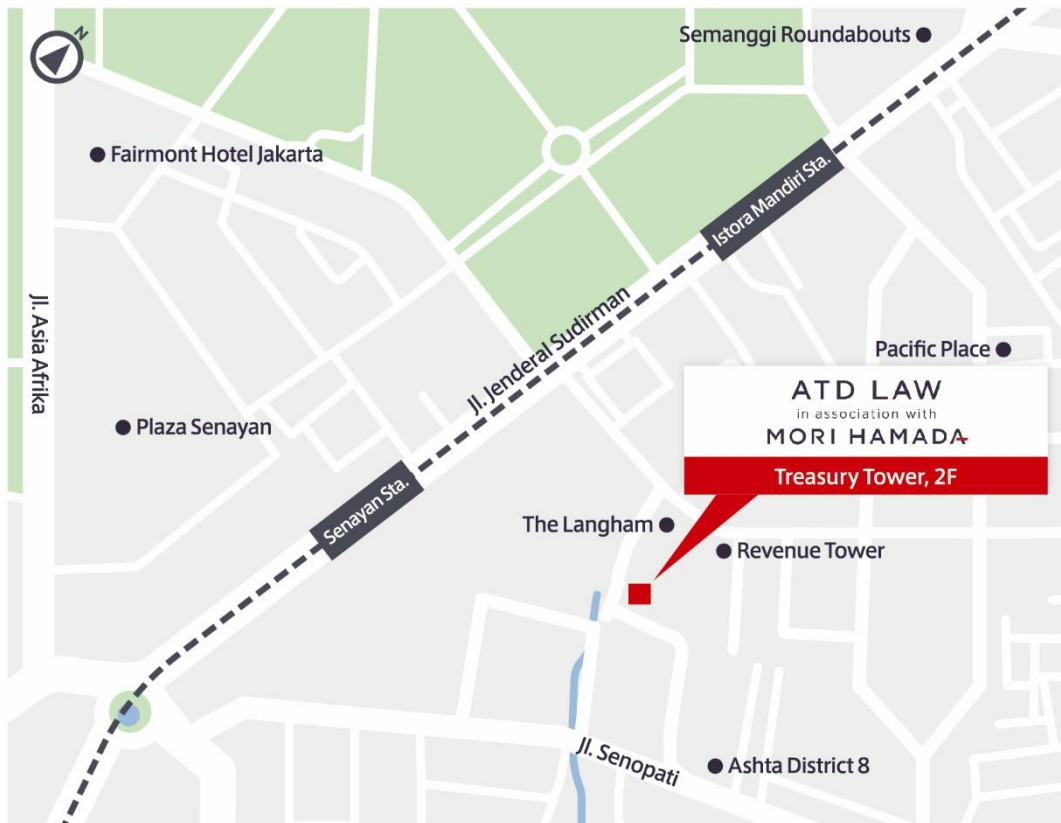 N
Semanggi Roundabouts
Fairmont Hotel Jakarta
Istora Mandiri Sta.
Jl. Asia Afrika
Jl. Jenderal Sudirman
Pacific Place
ATD LAW
in association with
MORI HAMADA
Treasury Tower, 2F
Plaza Senayan
Senayan Sta.
The Langham
Revenue Tower
Jl. Senopati
Ashta District 8